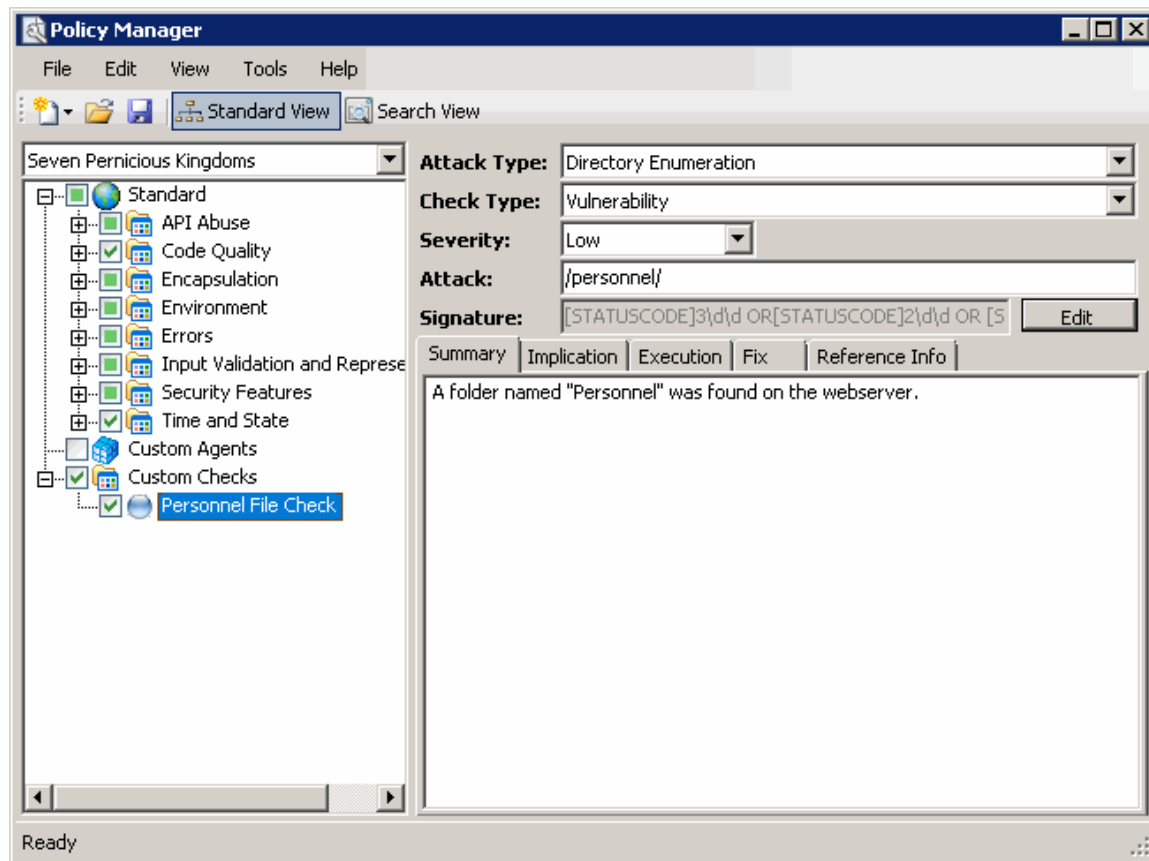 Policy Manager
File Edit View Tools Help
Standard View Search View
Seven Pernicious Kingdoms
Standard
API Abuse
Code Quality
Encapsulation
Environment
Errors
Input Validation and Represe
Security Features
Time and State
Custom Agents
Custom Checks
Personnel File Check
Attack Type: Directory Enumeration
Check Type: Vulnerability
Severity: Low
Attack: /personnel/
Signature: [STATUSCODE]3\d\d OR[STATUSCODE]2\d\d OR [S Edit
Summary Implication Execution Fix Reference Info
A folder named "Personnel" was found on the webserver.
Ready